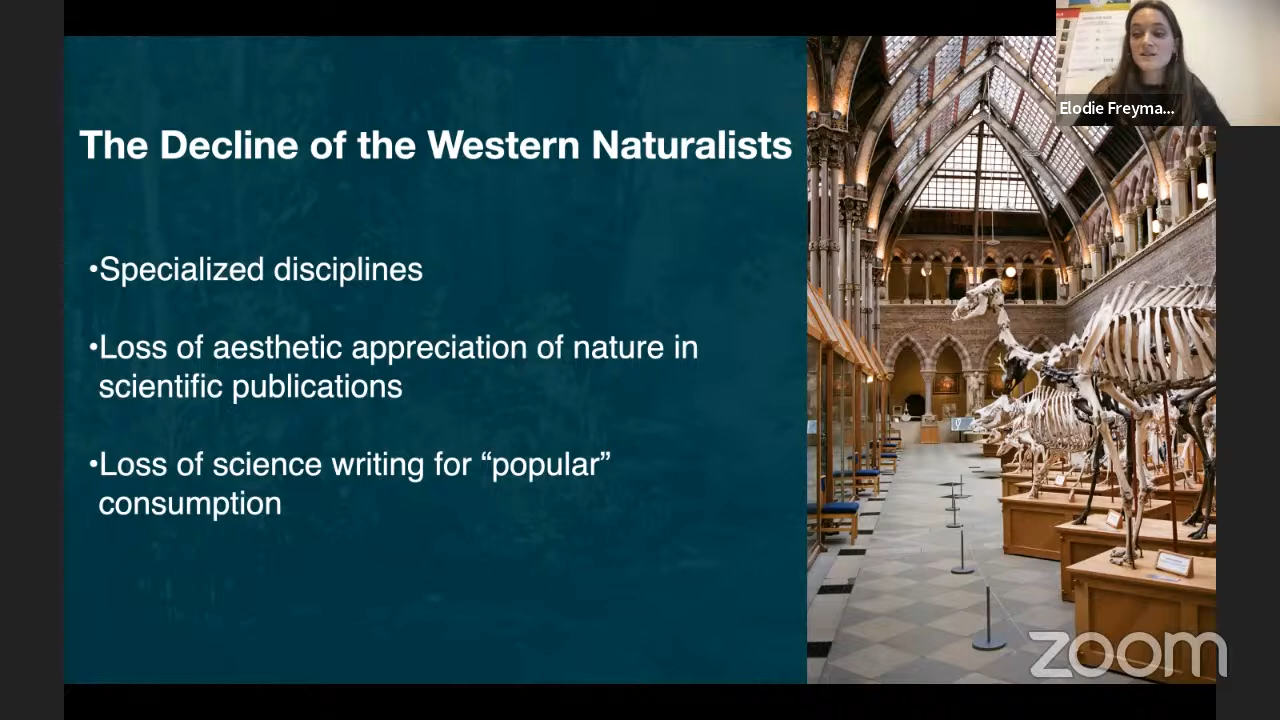 The Decline of the Western Naturalists
•Specialized disciplines
•Loss of aesthetic appreciation of nature in
scientific publications
•Loss of science writing for “popular”
consumption
Elodie Freyma...
zoom